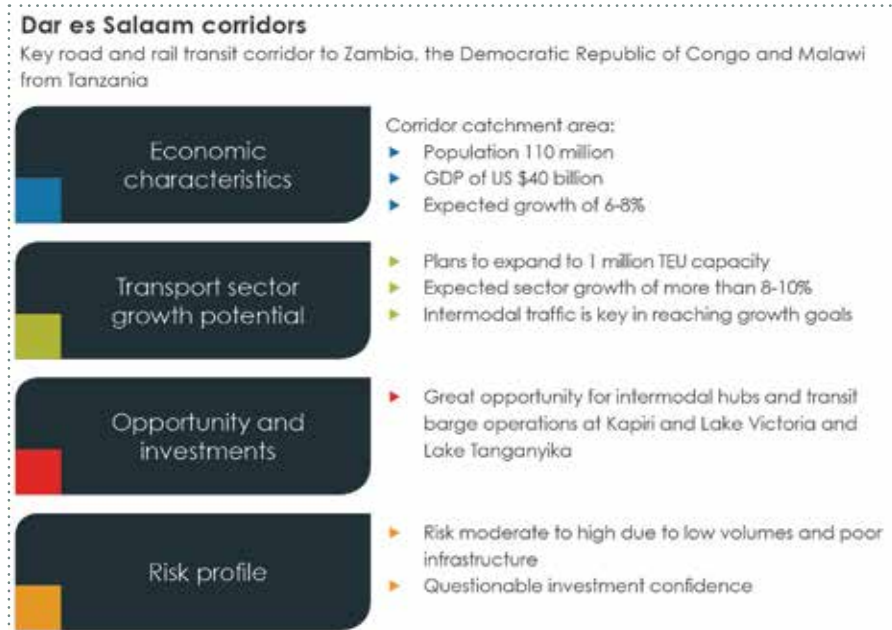 Dar es Salaam corridors
Key road and rail transit corridor to Zambia, the Democratic Republic of Congo and Malawi
from Tanzania
Economic
characteristics
Corridor catchment area:
Population 110 million
GDP of US $40 billion
Expected growth of 6-8%
Transport sector
growth potential
Plans to expand to 1 million TEU capacity
Expected sector growth of more than 8-10%
Intermodal traffic is key in reaching growth goals
Opportunity and
investments
Great opportunity for intermodal hubs and transit
barge operations at Kapiri and Lake Victoria and
Lake Tanganyika
Risk profile
Risk moderate to high due to low volumes and poor
infrastructure
Questionable investment confidence